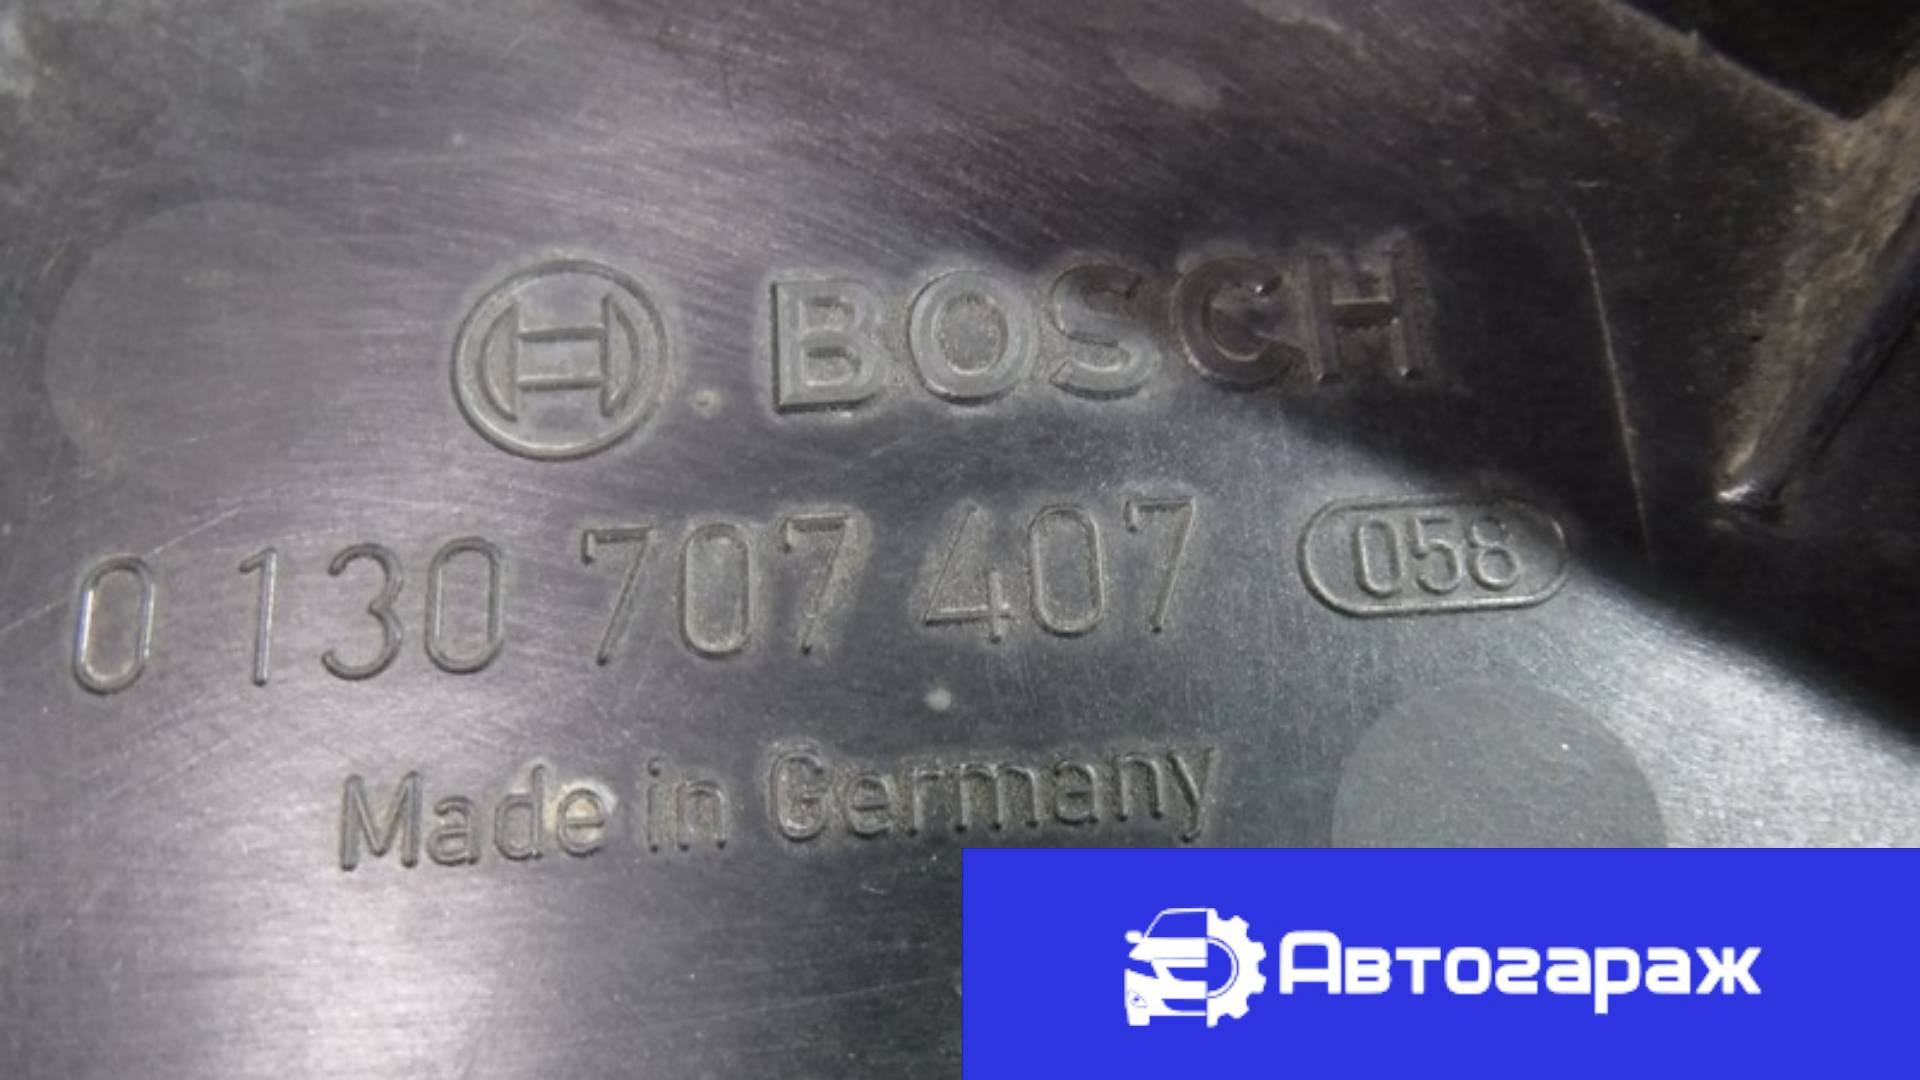 BOSCH
0 130 707 407 058
Made in Germany
Автогараж